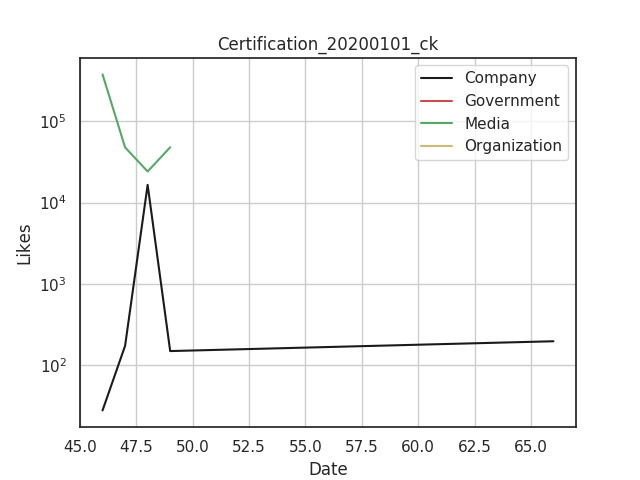 Certification_20200101_ck
Company
Government
Media
Organization
10^5
10^4
10^3
10^2
Likes
45.0 47.5 50.0 52.5 55.0 57.5 60.0 62.5 65.0
Date